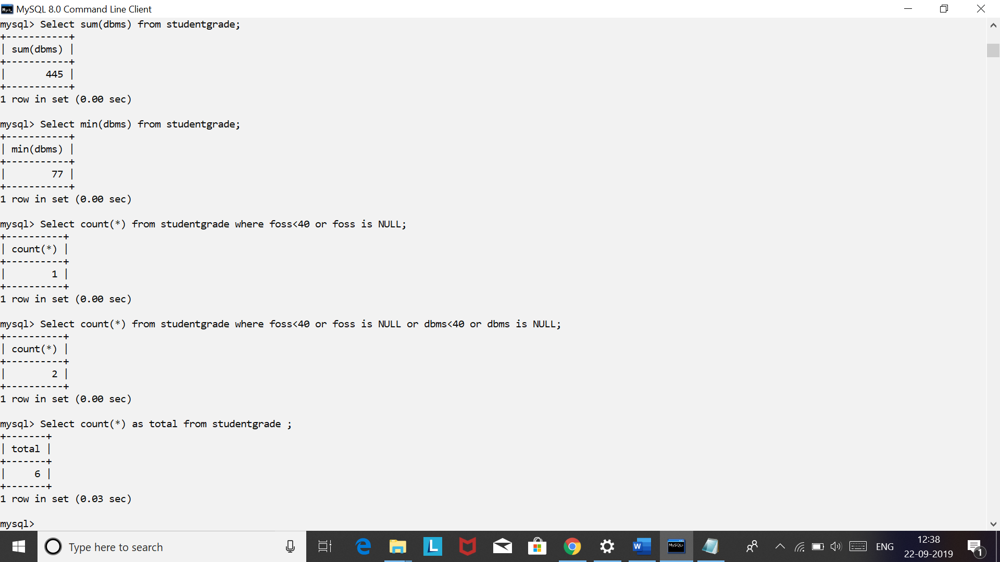 MySQL 8.0 Command Line Client
mysql> Select sum(dbms) from studentgrade;
+-----------+
| sum(dbms) |
+-----------+
|       445 |
+-----------+
1 row in set (0.00 sec)
mysql> Select min(dbms) from studentgrade;
+-----------+
| min(dbms) |
+-----------+
|        77 |
+-----------+
1 row in set (0.00 sec)
mysql> Select count(*) from studentgrade where foss<40 or foss is NULL;
+----------+
| count(*) |
+----------+
|        1 |
+----------+
1 row in set (0.00 sec)
mysql> Select count(*) from studentgrade where foss<40 or foss is NULL or dbms<40 or dbms is NULL;
+----------+
| count(*) |
+----------+
|        2 |
+----------+
1 row in set (0.00 sec)
mysql> Select count(*) as total from studentgrade ;
+-------+
| total |
+-------+
|     6 |
+-------+
1 row in set (0.03 sec)
mysql>
Type here to search
L
W
MySQL
ENG
12:38
22-09-2019
1